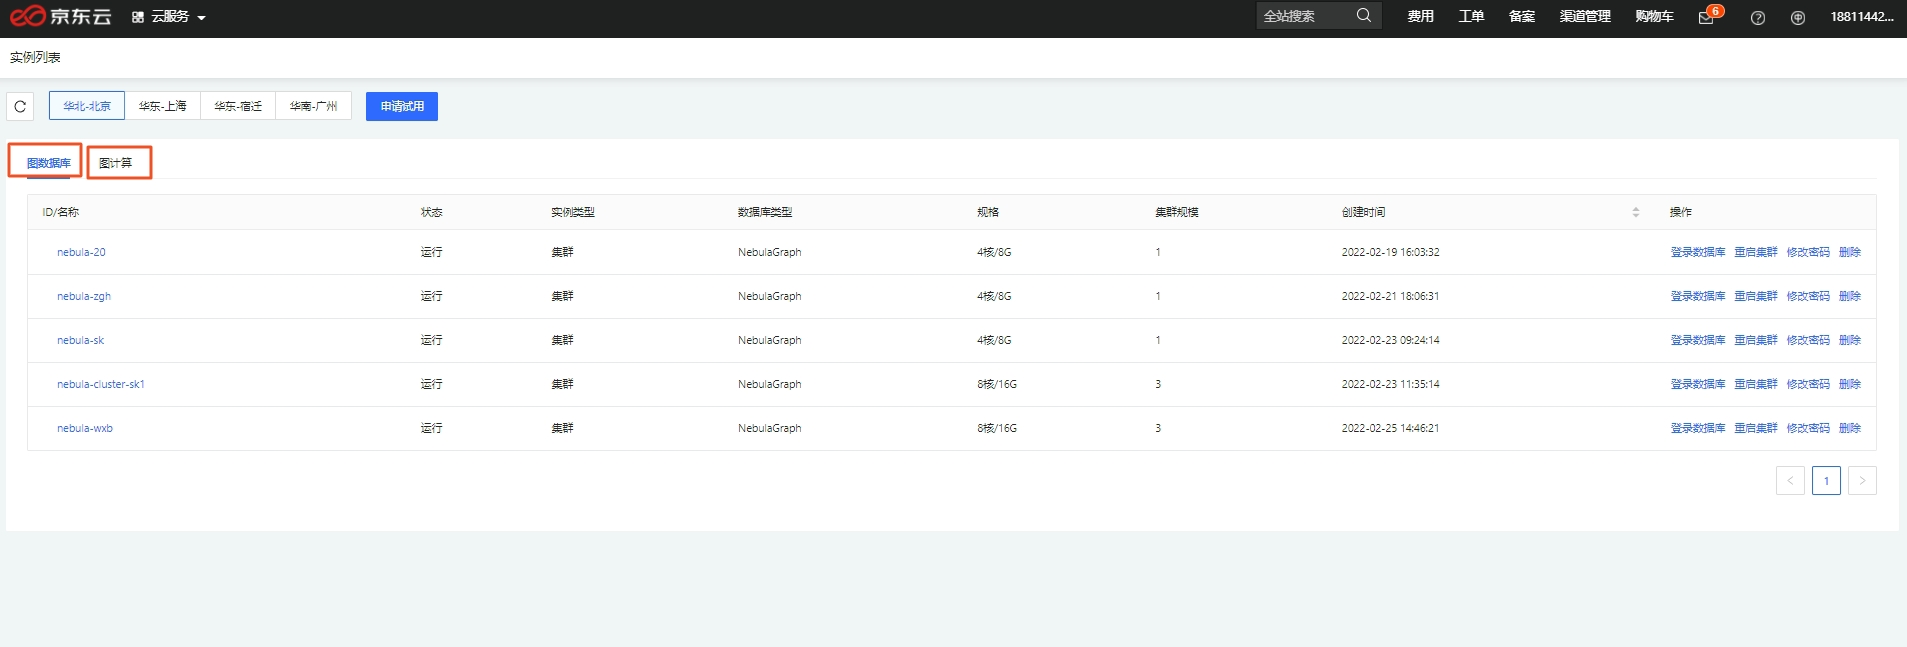 京东云 云服务 全站搜索 费用 工单 备案 渠道管理 购物车 6 18811442...
实例列表
华北-北京 华东-上海 华东-宿迁 华南-广州 申请试用
图数据库 图计算
ID/名称 状态 实例类型 数据库类型 规格 集群规模 创建时间 操作
nebula-20 运行 集群 NebulaGraph 4核/8G 1 2022-02-19 16:03:32 登录数据库 重启集群 修改密码 删除
nebula-zgh 运行 集群 NebulaGraph 4核/8G 1 2022-02-21 18:06:31 登录数据库 重启集群 修改密码 删除
nebula-sk 运行 集群 NebulaGraph 4核/8G 1 2022-02-23 09:24:14 登录数据库 重启集群 修改密码 删除
nebula-cluster-sk1 运行 集群 NebulaGraph 8核/16G 3 2022-02-23 11:35:14 登录数据库 重启集群 修改密码 删除
nebula-wxb 运行 集群 NebulaGraph 8核/16G 3 2022-02-25 14:46:21 登录数据库 重启集群 修改密码 删除
< 1 >